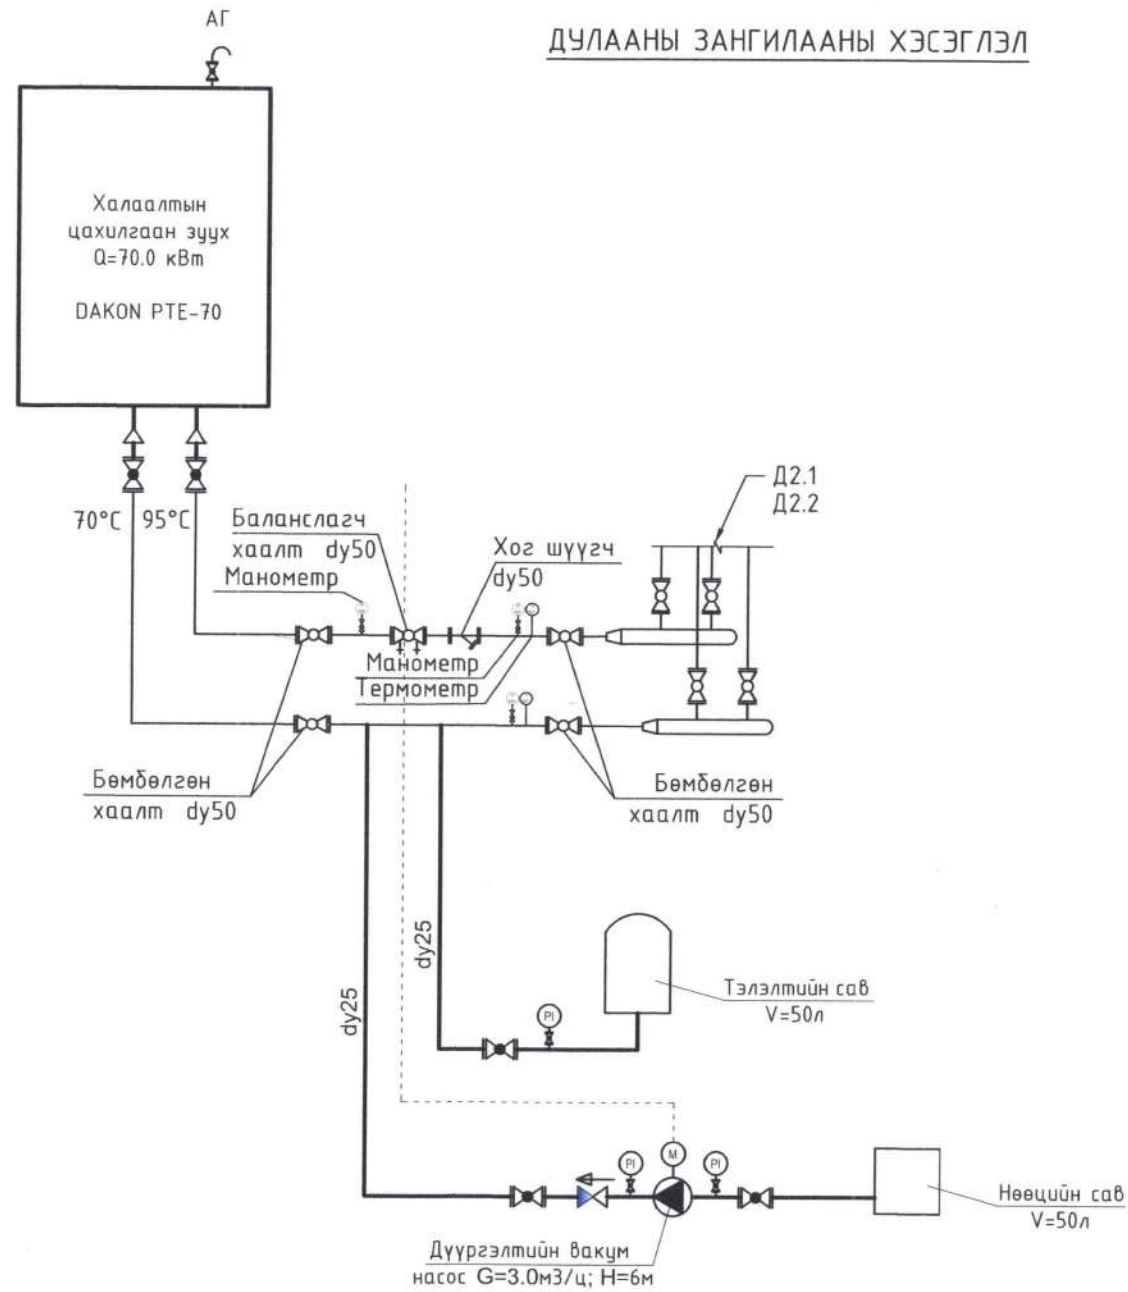 АГ
ДУЛААНЫ ЗАНГИЛААНЫ ХЭСЭГЛЭЛ
Халаалтын
цахилгаан зуух
Q=70.0 кВт
DAKON PTE-70
70°C
95°C
Д2.1
Д2.2
Баланслагч
хаалт dy50
Манометр
Хог шүүгч
dy50
Манометр
Термометр
Бөмбөлгөн
хаалт dy50
Бөмбөлгөн
хаалт dy50
dy25
dy25
Тэлэлтийн сав
V=50л
PI
PI
M
PI
Нөөцийн сав
V=50л
Дүүргэлтийн вакум
насос G=3.0м3/ц; H=6м